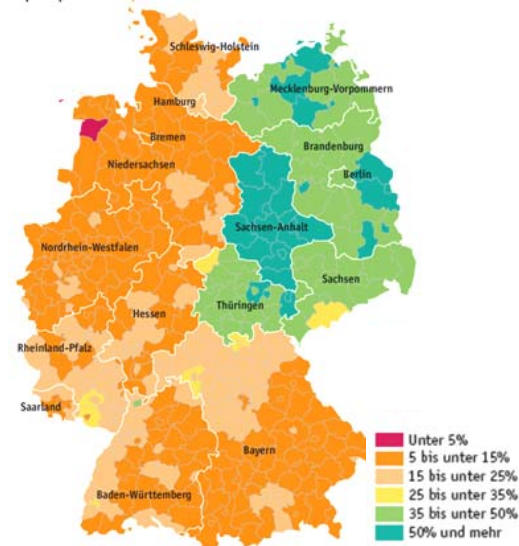 Schleswig-Holstein
Mecklenburg-Vorpommern
Hamburg
Bremen
Brandenburg
Niedersachsen
Berlin
Sachsen-Anhalt
Nordrhein-Westfalen
Sachsen
Thüringen
Hessen
Rheinland-Pfalz
Saarland
Bayern
Baden-Württemberg
Unter 5%
5 bis unter 15%
15 bis unter 25%
25 bis unter 35%
35 bis unter 50%
50% und mehr